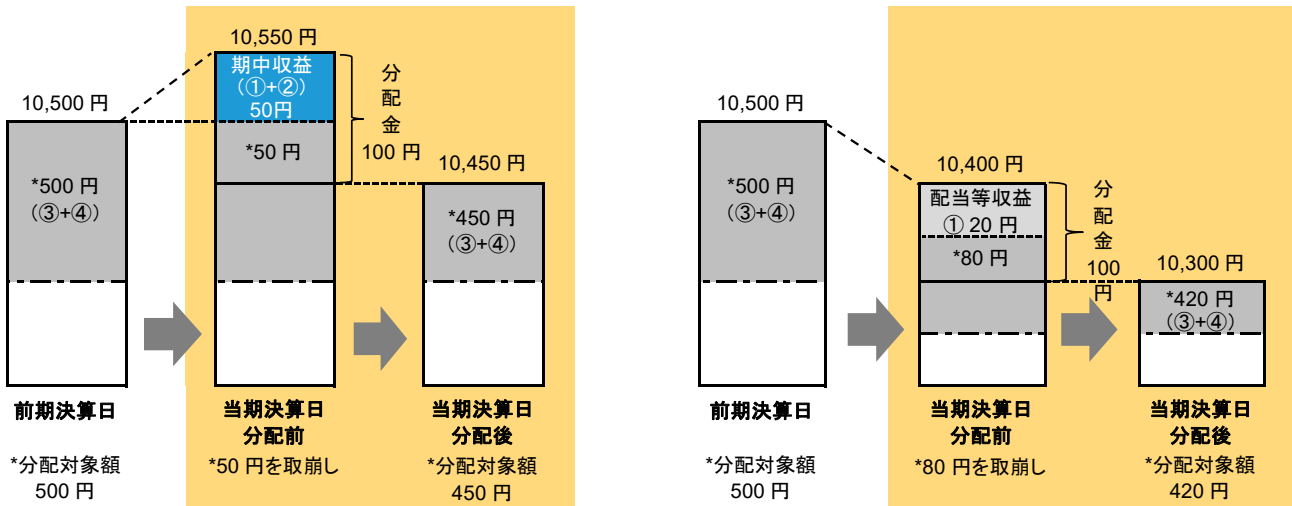 10,500 円
*500 円
(③+④)
前期決算日
*分配対象額
500 円
10,550 円
期中収益
(①+②)
50円
*50 円
分
配
金
100 円
当期決算日
分配前
*50 円を取崩し
10,450 円
*450 円
(③+④)
当期決算日
分配後
*分配対象額
450 円
10,500 円
*500 円
(③+④)
前期決算日
*分配対象額
500 円
10,400 円
配当等収益
① 20 円
*80 円
分
配
金
100
円
当期決算日
分配前
*80 円を取崩し
10,300 円
*420 円
(③+④)
当期決算日
分配後
*分配対象額
420 円